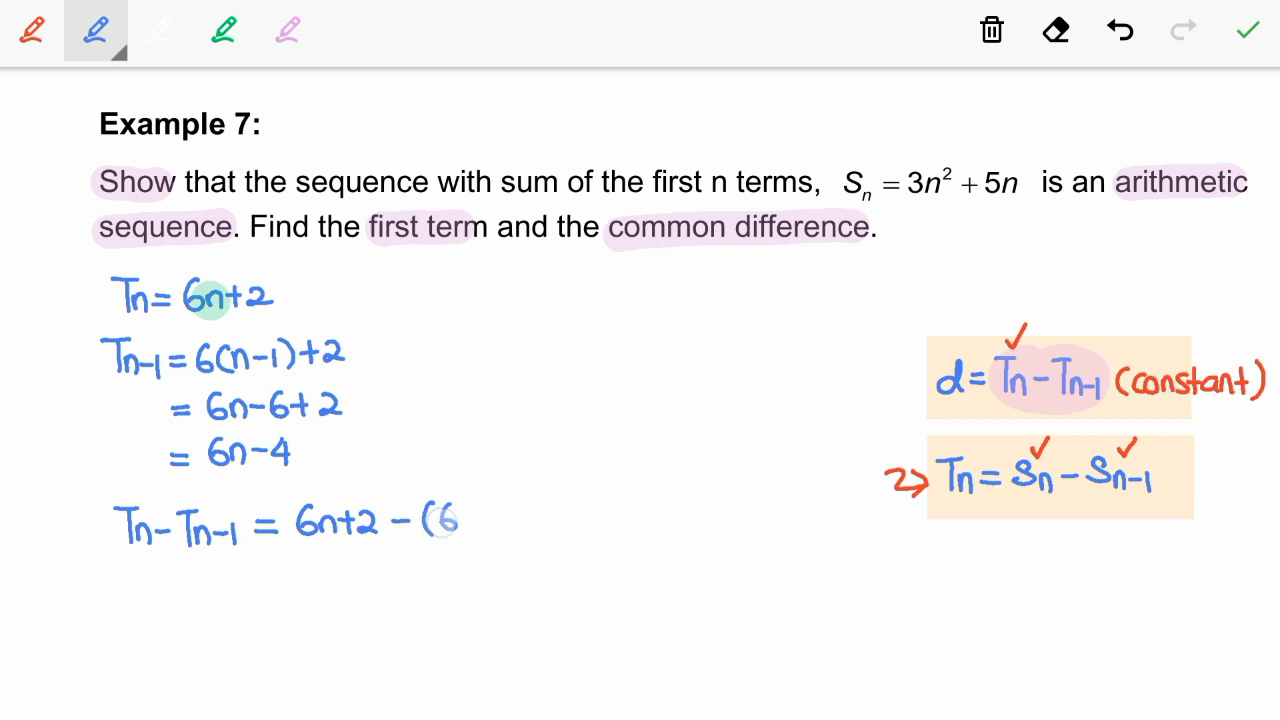 Example 7:
Show that the sequence with sum of the first n terms, Sₙ = 3n² + 5n is an arithmetic
sequence. Find the first term and the common difference.
Tn = 6n+2
Tn-1 = 6(n-1)+2
= 6n-6+2
= 6n-4
Tn - Tn-1 = 6n+2 - (6
d = Tn - Tn-1 (constant)
2→ Tn = Sn - Sn-1